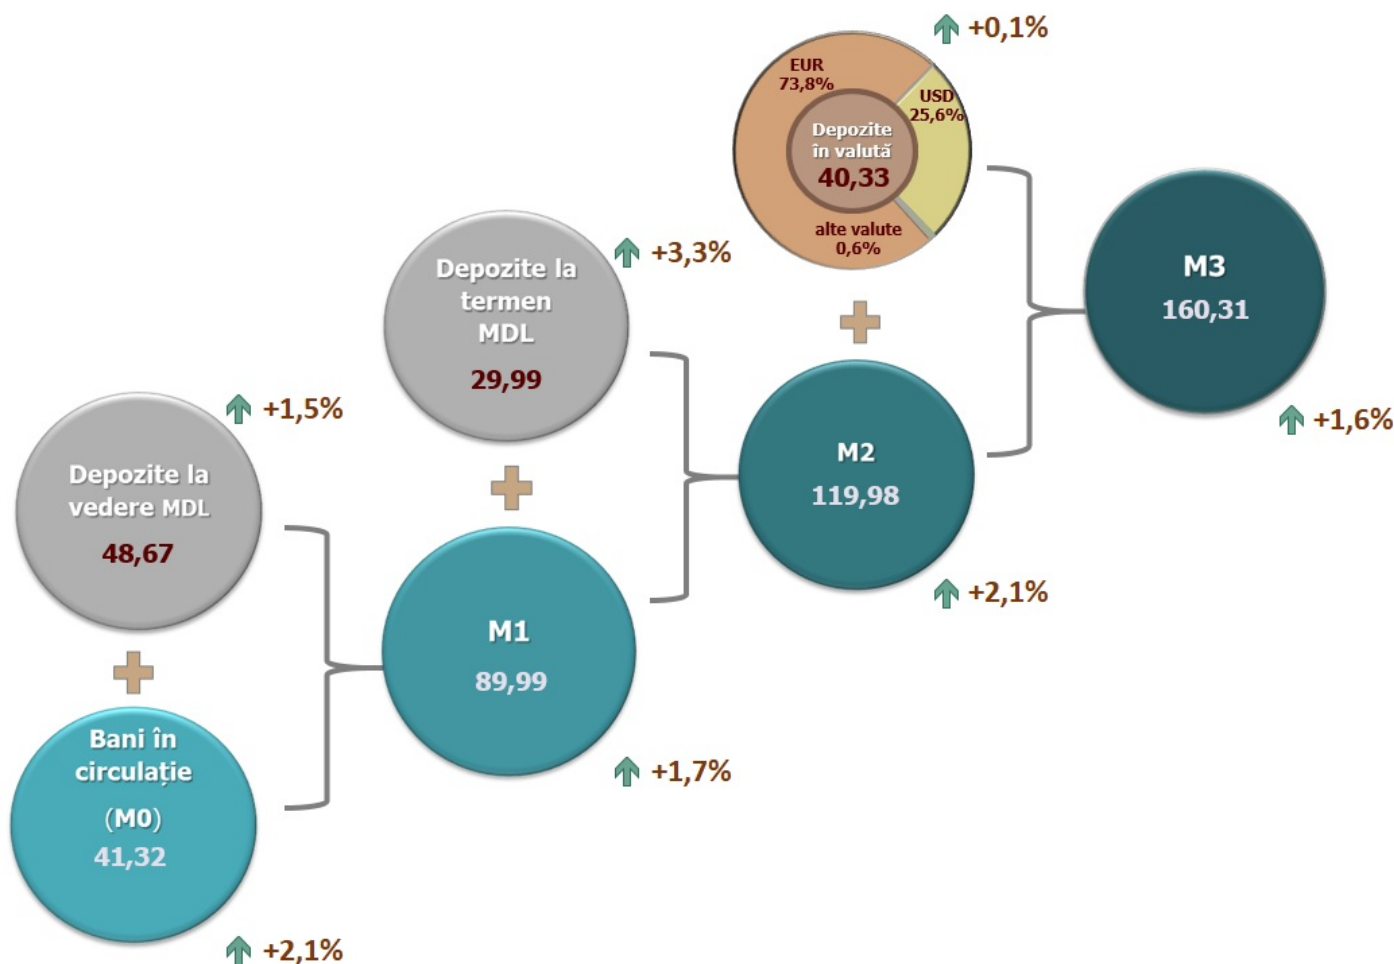 +0,1%
EUR
73,8%
USD
25,6%
Depozite
în valută
40,33
alte valute
0,6%
M3
160,31
+1,6%
Depozite la
termen
MDL
29,99
+3,3%
M2
119,98
+2,1%
Depozite la
vedere MDL
48,67
+1,5%
M1
89,99
+1,7%
Bani în
circulație
(M0)
41,32
+2,1%